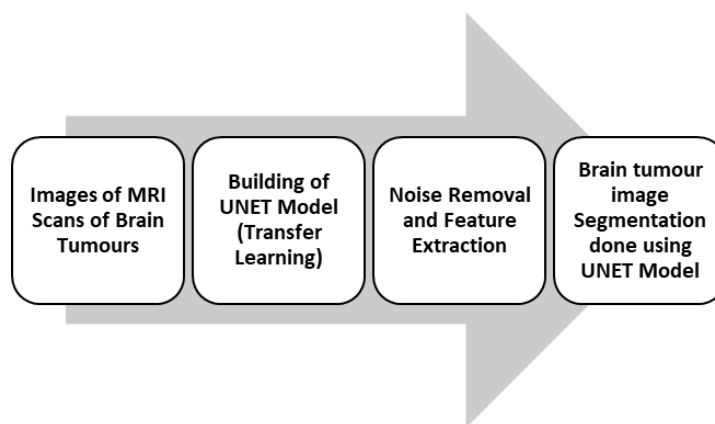 Images of MRI
Scans of Brain
Tumours
Building of
UNET Model
(Transfer
Learning)
Noise Removal
and Feature
Extraction
Brain tumour
image
Segmentation
done using
UNET Model